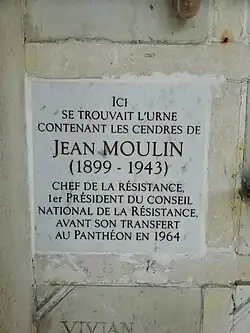 ICI
SE TROUVAIT L'URNE
CONTENANT LES CENDRES DE
JEAN MOULIN
(1899 - 1943)
CHEF DE LA RÉSISTANCE,
1er PRÉSIDENT DU CONSEIL
NATIONAL DE LA RÉSISTANCE,
AVANT SON TRANSFERT
AU PANTHÉON EN 1964
VIVIAN